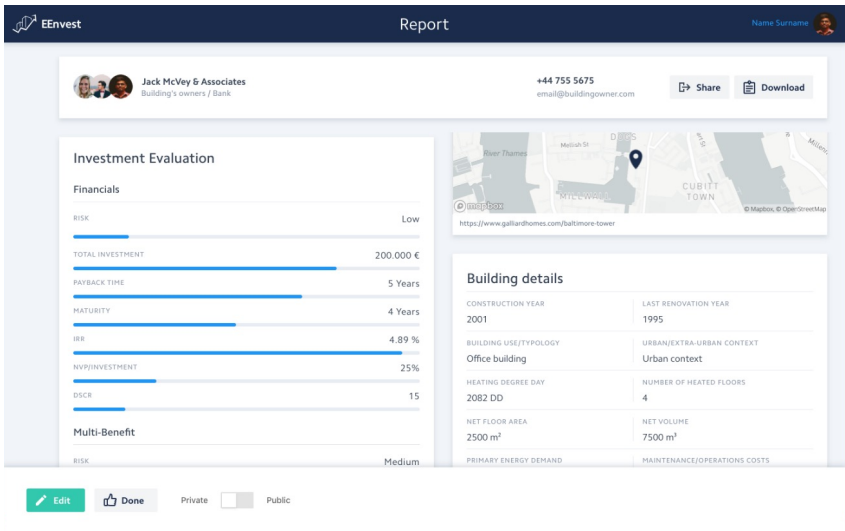 EEnvest
Report
Name Surname
Jack McVey & Associates
Building's owners / Bank
+44 755 5675
email@buildingowner.com
Share
Download
Investment Evaluation
Financials
RISK
Low
TOTAL INVESTMENT
200.000 €
PAYBACK TIME
5 Years
MATURITY
4 Years
IRR
4.89 %
NVP/INVESTMENT
25%
DSCR
15
Multi-Benefit
RISK
Medium
River Thames
Mellish St
MILLWALL
CUBITT
TOWN
mapbox
© Mapbox, © OpenStreetMap
https://www.galliardhomes.com/baltimore-tower
Building details
CONSTRUCTION YEAR
2001
LAST RENOVATION YEAR
1995
BUILDING USE/TYPOLOGY
Office building
URBAN/EXTRA-URBAN CONTEXT
Urban context
HEATING DEGREE DAY
2082 DD
NUMBER OF HEATED FLOORS
4
NET FLOOR AREA
2500 m²
NET VOLUME
7500 m³
PRIMARY ENERGY DEMAND
MAINTENANCE/OPERATIONS COSTS
Edit
Done
Private
Public